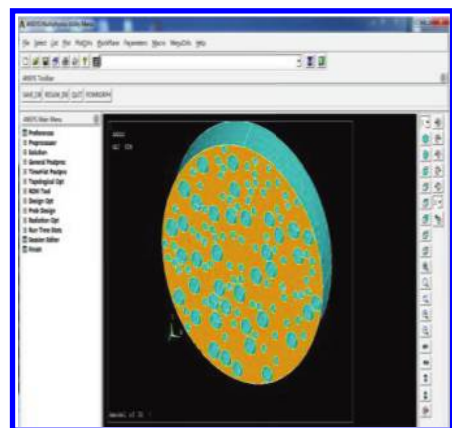 ANSYS Multiphysics Utility Menu
File Select List Plot PlotCtrls WorkPlane Parameters Macro MenuCtrls Help
ANSYS Toolbar
SAVE_DB RESUM_DB QUIT POWRGRPH
ANSYS Main Menu
Preferences
Preprocessor
Solution
General Postproc
TimeHist Postpro
Topological Opt
ROM Tool
Design Opt
Prob Design
Radiation Opt
Run-Time Stats
Session Editor
Finish